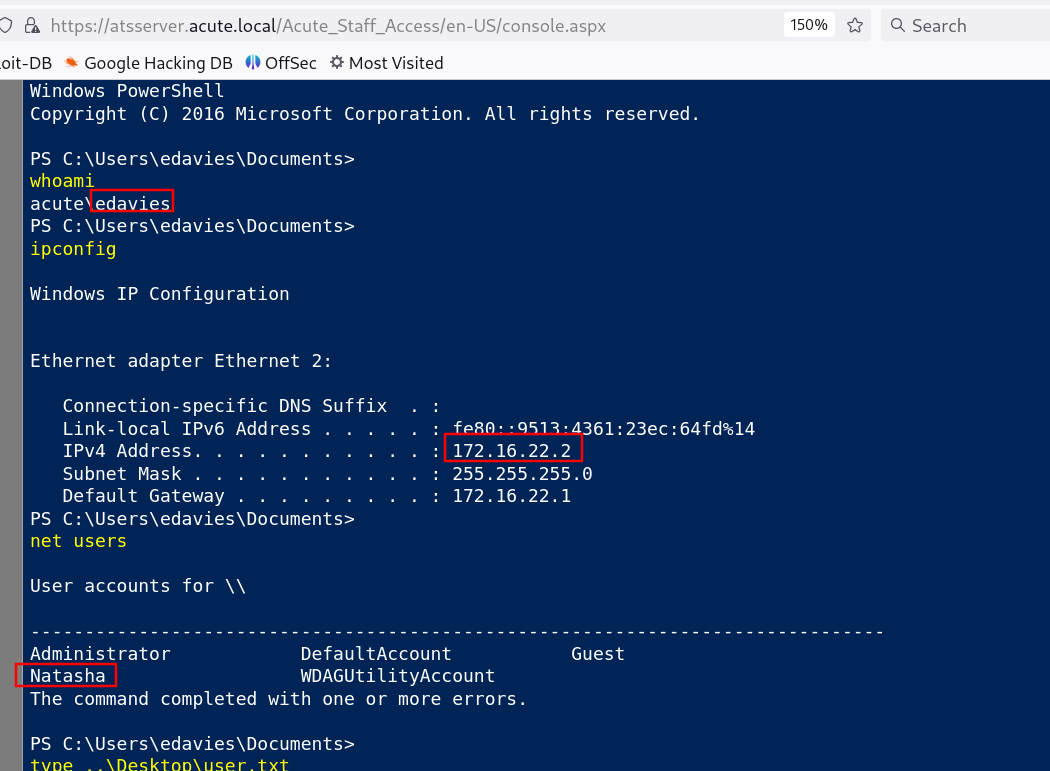 https://atsserver.acute.local/Acute_Staff_Access/en-US/console.aspx 150% Search
oit-DB Google Hacking DB OffSec Most Visited
Windows PowerShell
Copyright (C) 2016 Microsoft Corporation. All rights reserved.
PS C:\Users\edavies\Documents>
whoami
acute\edavies
PS C:\Users\edavies\Documents>
ipconfig
Windows IP Configuration
Ethernet adapter Ethernet 2:
   Connection-specific DNS Suffix  . :
   Link-local IPv6 Address . . . . . : fe80::9513:4361:23ec:64fd%14
   IPv4 Address. . . . . . . . . . . : 172.16.22.2
   Subnet Mask . . . . . . . . . . . : 255.255.255.0
   Default Gateway . . . . . . . . . : 172.16.22.1
PS C:\Users\edavies\Documents>
net users
User accounts for \\
-------------------------------------------------------------------------------
Administrator            DefaultAccount           Guest
Natasha                  WDAGUtilityAccount
The command completed with one or more errors.
PS C:\Users\edavies\Documents>
type ..\Desktop\user.txt